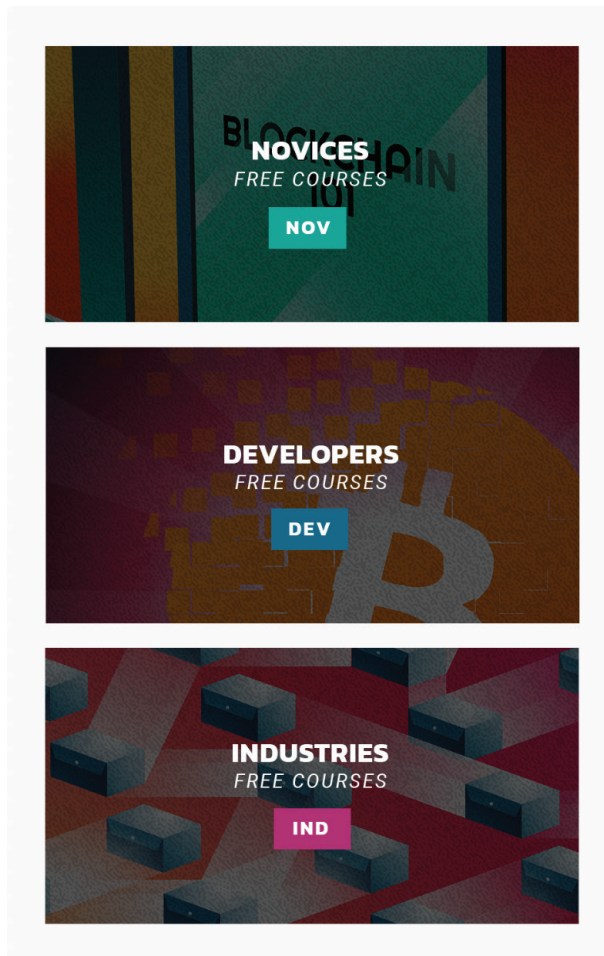 BLOCKCHAIN
101
NOVICES
FREE COURSES
NOV
DEVELOPERS
FREE COURSES
DEV
INDUSTRIES
FREE COURSES
IND